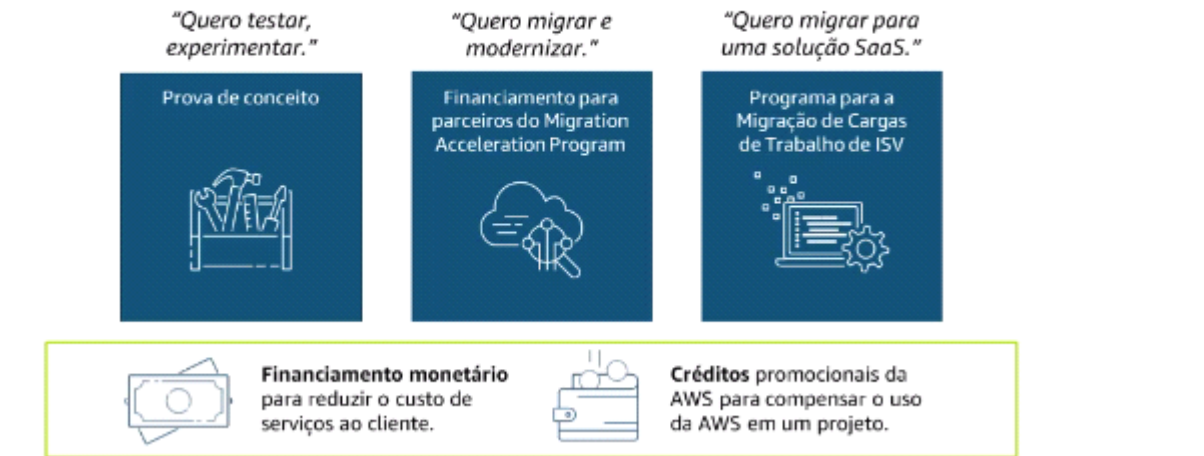 “Quero testar,
experimentar.”
“Quero migrar e
modernizar.”
“Quero migrar para
uma solução SaaS.”
Prova de conceito
Financiamento para
parceiros do Migration
Acceleration Program
Programa para a
Migração de Cargas
de Trabalho de ISV
Financiamento monetário
para reduzir o custo de
serviços ao cliente.
Créditos promocionais da
AWS para compensar o uso
da AWS em um projeto.